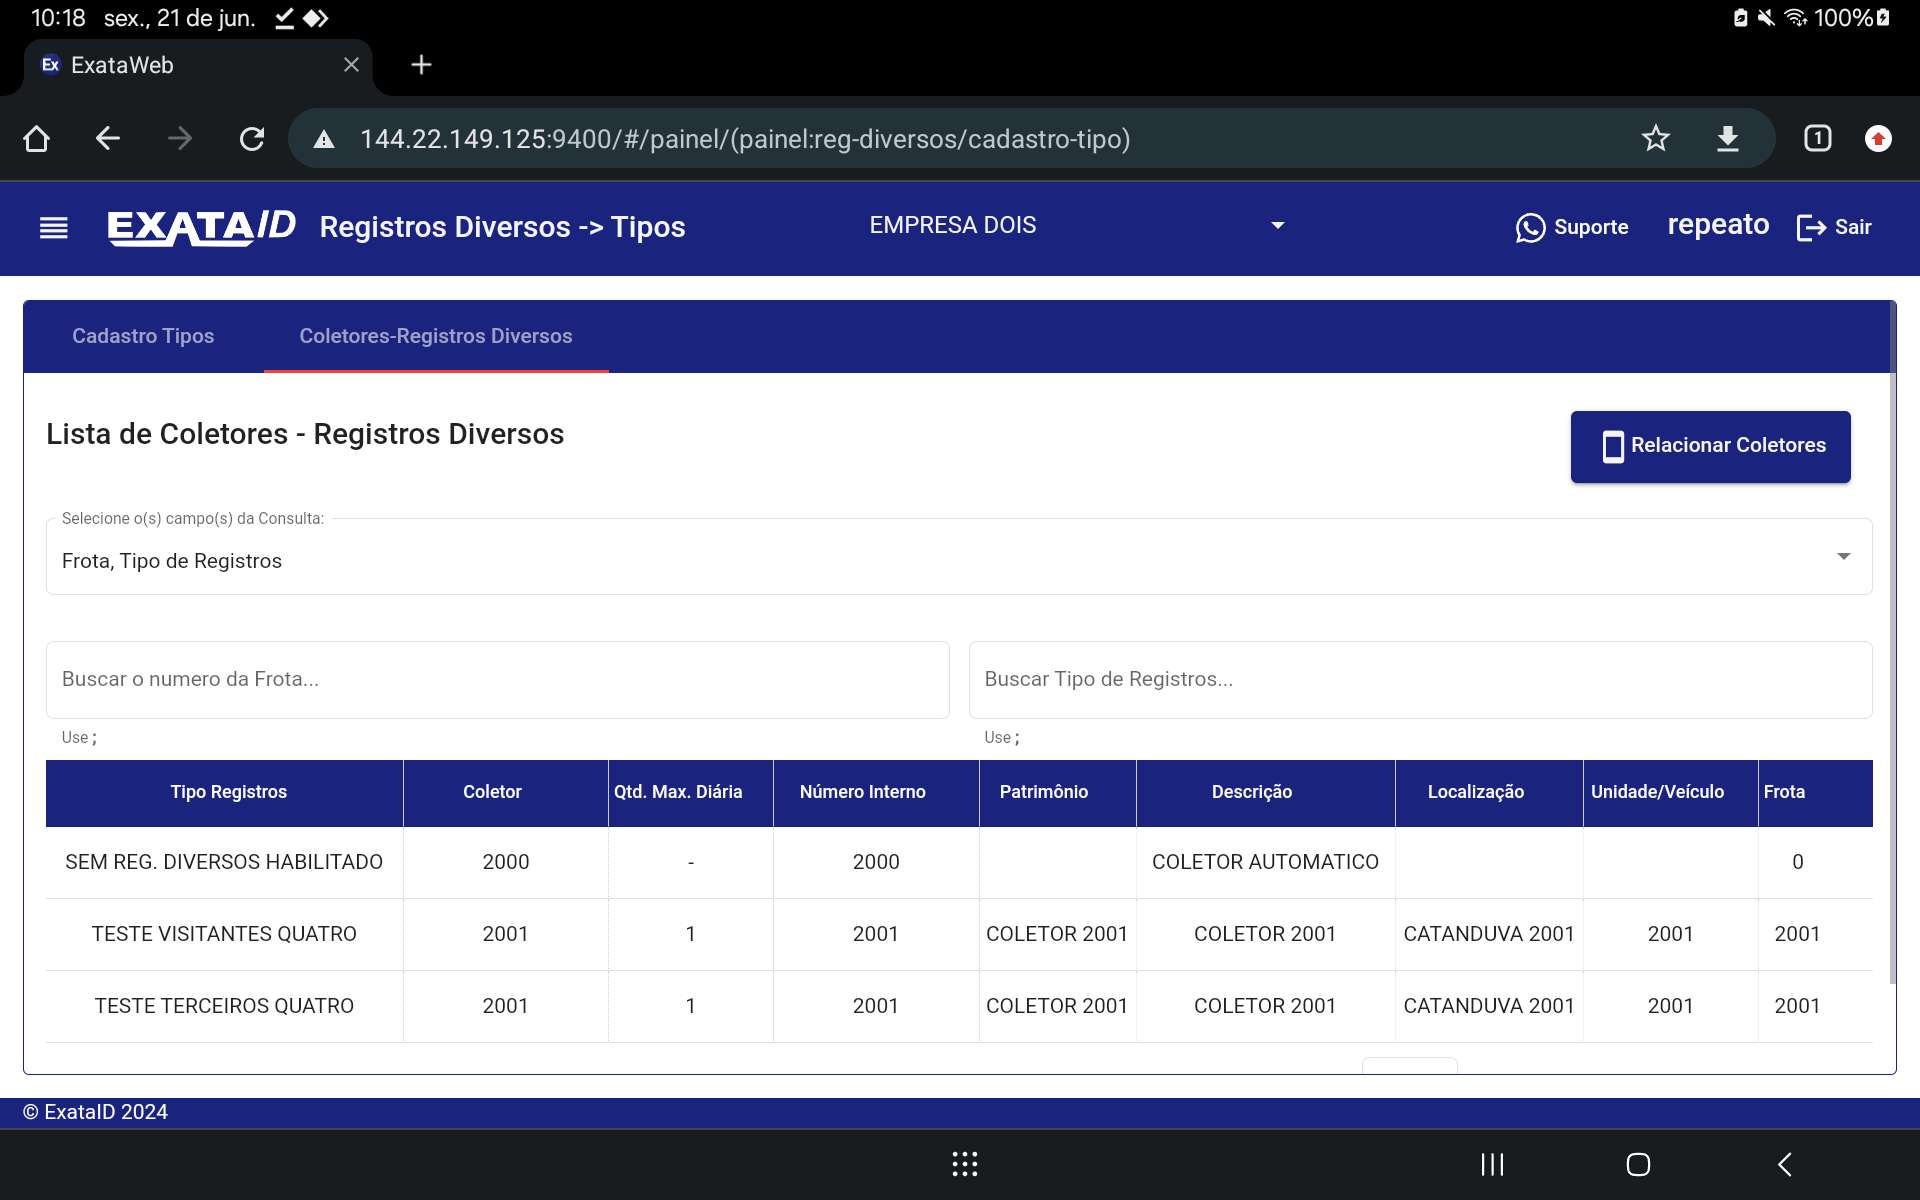 10:18 sex., 21 de jun. 100%
Ex ExataWeb
144.22.149.125:9400/#/painel/(painel:reg-diversos/cadastro-tipo) 1
EXATAID Registros Diversos -> Tipos EMPRESA DOIS Suporte repeato Sair
Cadastro Tipos Coletores-Registros Diversos
Lista de Coletores - Registros Diversos Relacionar Coletores
Selecione o(s) campo(s) da Consulta:
Frota, Tipo de Registros
Buscar o numero da Frota... Buscar Tipo de Registros...
Use ; Use ;
Tipo Registros Coletor Qtd. Max. Diária Número Interno Patrimônio Descrição Localização Unidade/Veículo Frota
SEM REG. DIVERSOS HABILITADO 2000 - 2000 COLETOR AUTOMATICO 0
TESTE VISITANTES QUATRO 2001 1 2001 COLETOR 2001 COLETOR 2001 CATANDUVA 2001 2001 2001
TESTE TERCEIROS QUATRO 2001 1 2001 COLETOR 2001 COLETOR 2001 CATANDUVA 2001 2001 2001
© ExataID 2024